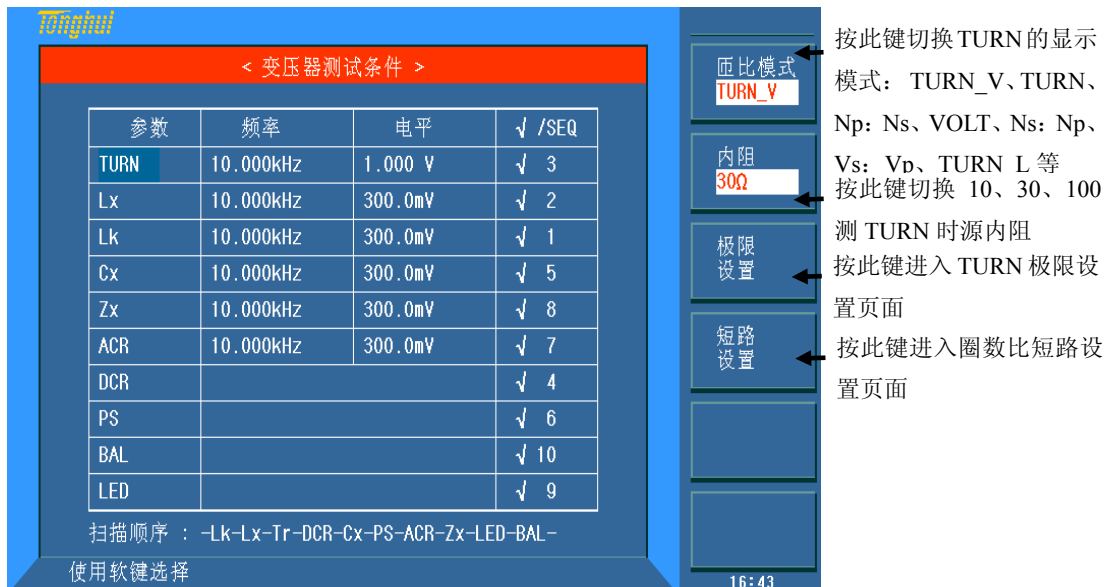 Tonghui
< 变压器测试条件 >
参数 频率 电平 √ /SEQ
TURN 10.000kHz 1.000 V √ 3
Lx 10.000kHz 300.0mV √ 2
Lk 10.000kHz 300.0mV √ 1
Cx 10.000kHz 300.0mV √ 5
Zx 10.000kHz 300.0mV √ 8
ACR 10.000kHz 300.0mV √ 7
DCR √ 4
PS √ 6
BAL √ 10
LED √ 9
扫描顺序 : -Lk-Lx-Tr-DCR-Cx-PS-ACR-Zx-LED-BAL-
使用软键选择
匝比模式
TURN_V
内阻
30Ω
极限
设置
短路
设置
16:43
按此键切换 TURN 的显示
模式： TURN_V、TURN、
Np：Ns、VOLT、Ns：Np、
Vs：Vp、TURN_L 等
按此键切换 10、30、100
测 TURN 时源内阻
按此键进入 TURN 极限设
置页面
按此键进入圈数比短路设
置页面